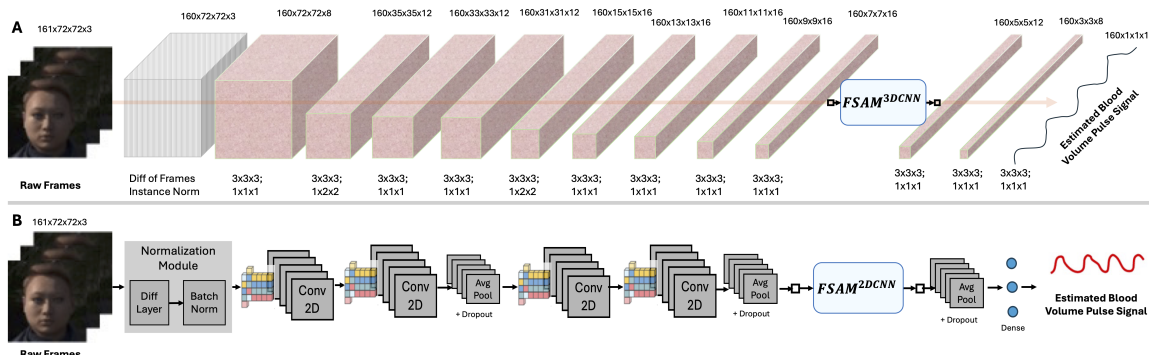 A
161x72x72x3
160x72x72x3
160x72x72x8
160x35x35x12
160x33x33x12
160x31x31x12
160x15x15x16
160x13x13x16
160x11x11x16
160x9x9x16
160x7x7x16
160x5x5x12
160x3x3x8
160x1x1x1
FSAM3DCNN
Estimated Blood
Volume Pulse Signal
Raw Frames
Diff of Frames
Instance Norm
3x3x3;
1x1x1
3x3x3;
1x2x2
3x3x3;
1x1x1
3x3x3;
1x1x1
3x3x3;
1x2x2
3x3x3;
1x1x1
3x3x3;
1x1x1
3x3x3;
1x1x1
3x3x3;
1x1x1
3x3x3;
1x1x1
3x3x3;
1x1x1
3x3x3;
1x1x1
B
161x72x72x3
Normalization
Module
Diff
Layer
Batch
Norm
Conv
2D
Conv
2D
Avg
Pool
+ Dropout
Conv
2D
Conv
2D
Avg
Pool
+ Dropout
FSAM2DCNN
Avg
Pool
+ Dropout
Dense
Estimated Blood
Volume Pulse Signal
Raw Frames